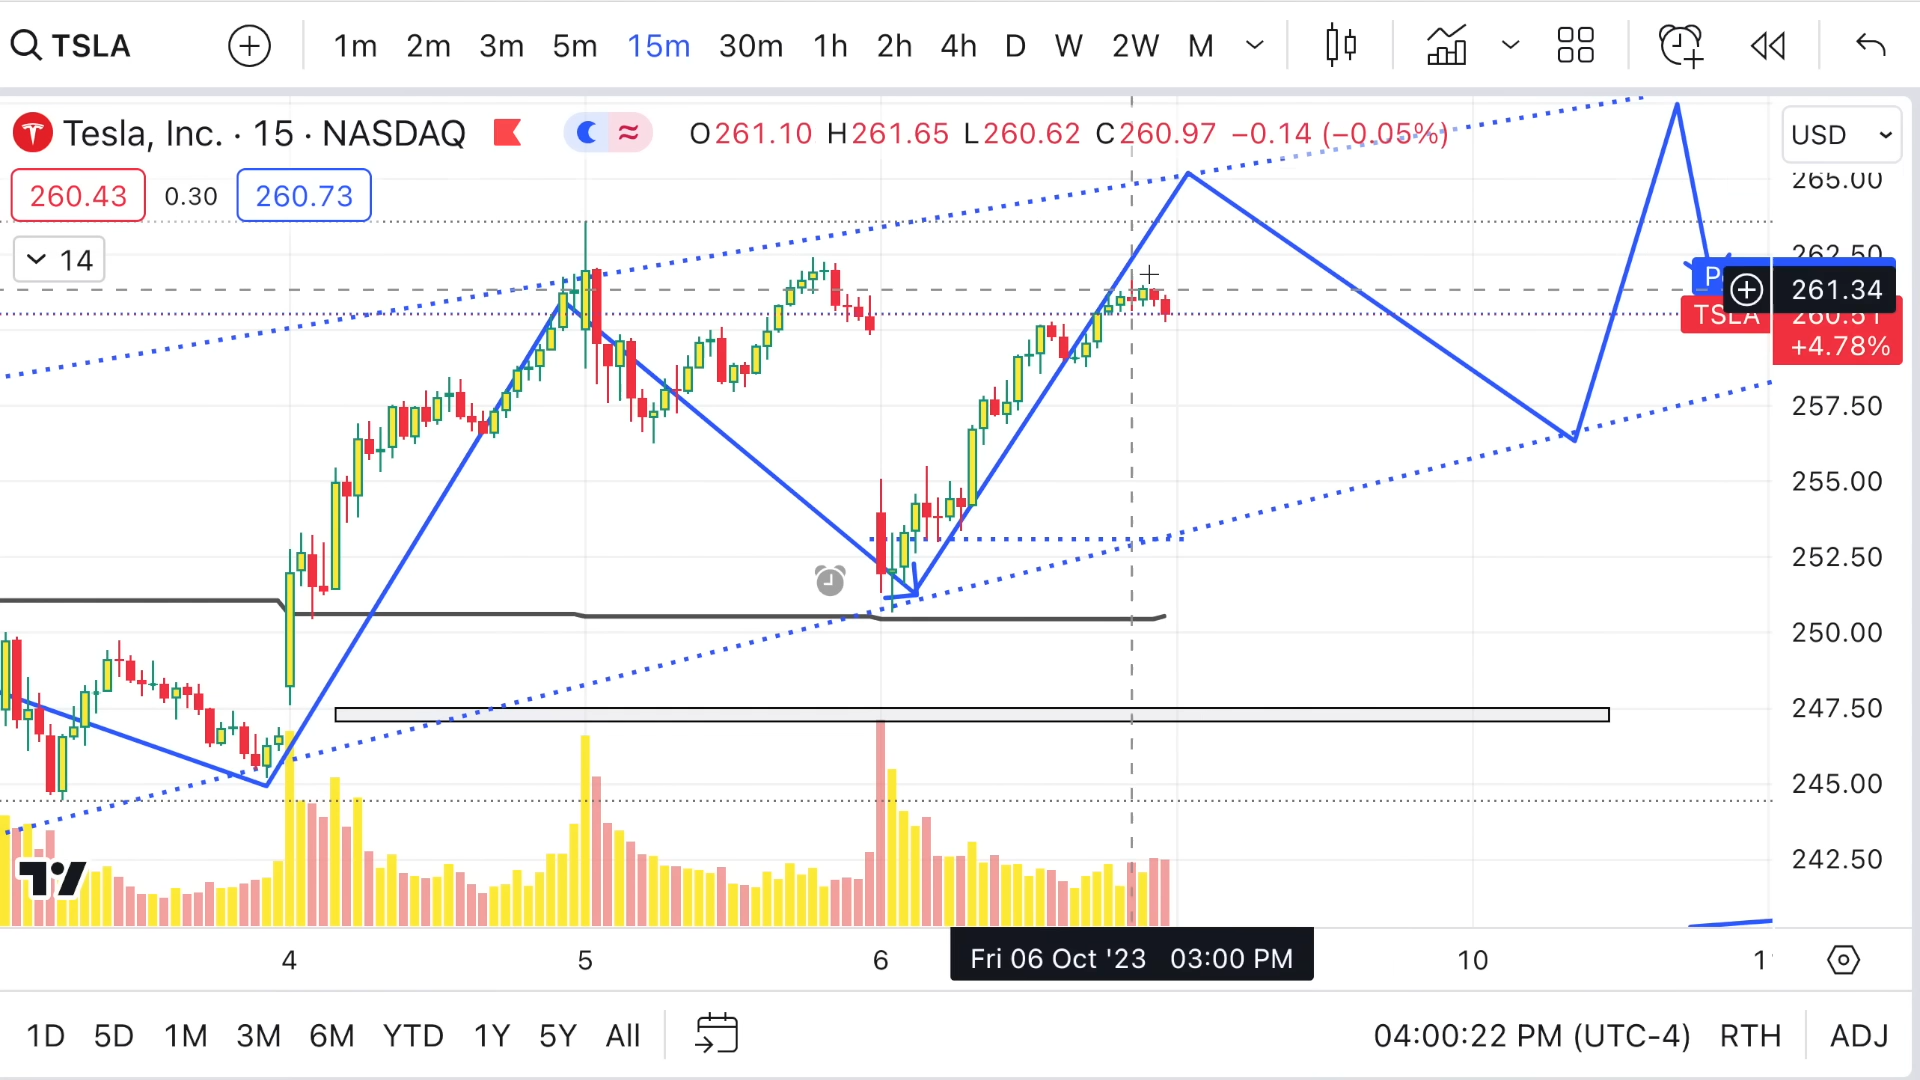 TSLA 1m 2m 3m 5m 15m 30m 1h 2h 4h D W 2W M
Tesla, Inc. · 15 · NASDAQ O261.10 H261.65 L260.62 C260.97 −0.14 (−0.05%) USD
260.43 0.30 260.73
14
265.00
262.50
P
261.34
TSLA 260.51
+4.78%
257.50
255.00
252.50
250.00
247.50
245.00
242.50
4 5 6 Fri 06 Oct '23 03:00 PM 10 1
1D 5D 1M 3M 6M YTD 1Y 5Y All 04:00:22 PM (UTC-4) RTH ADJ